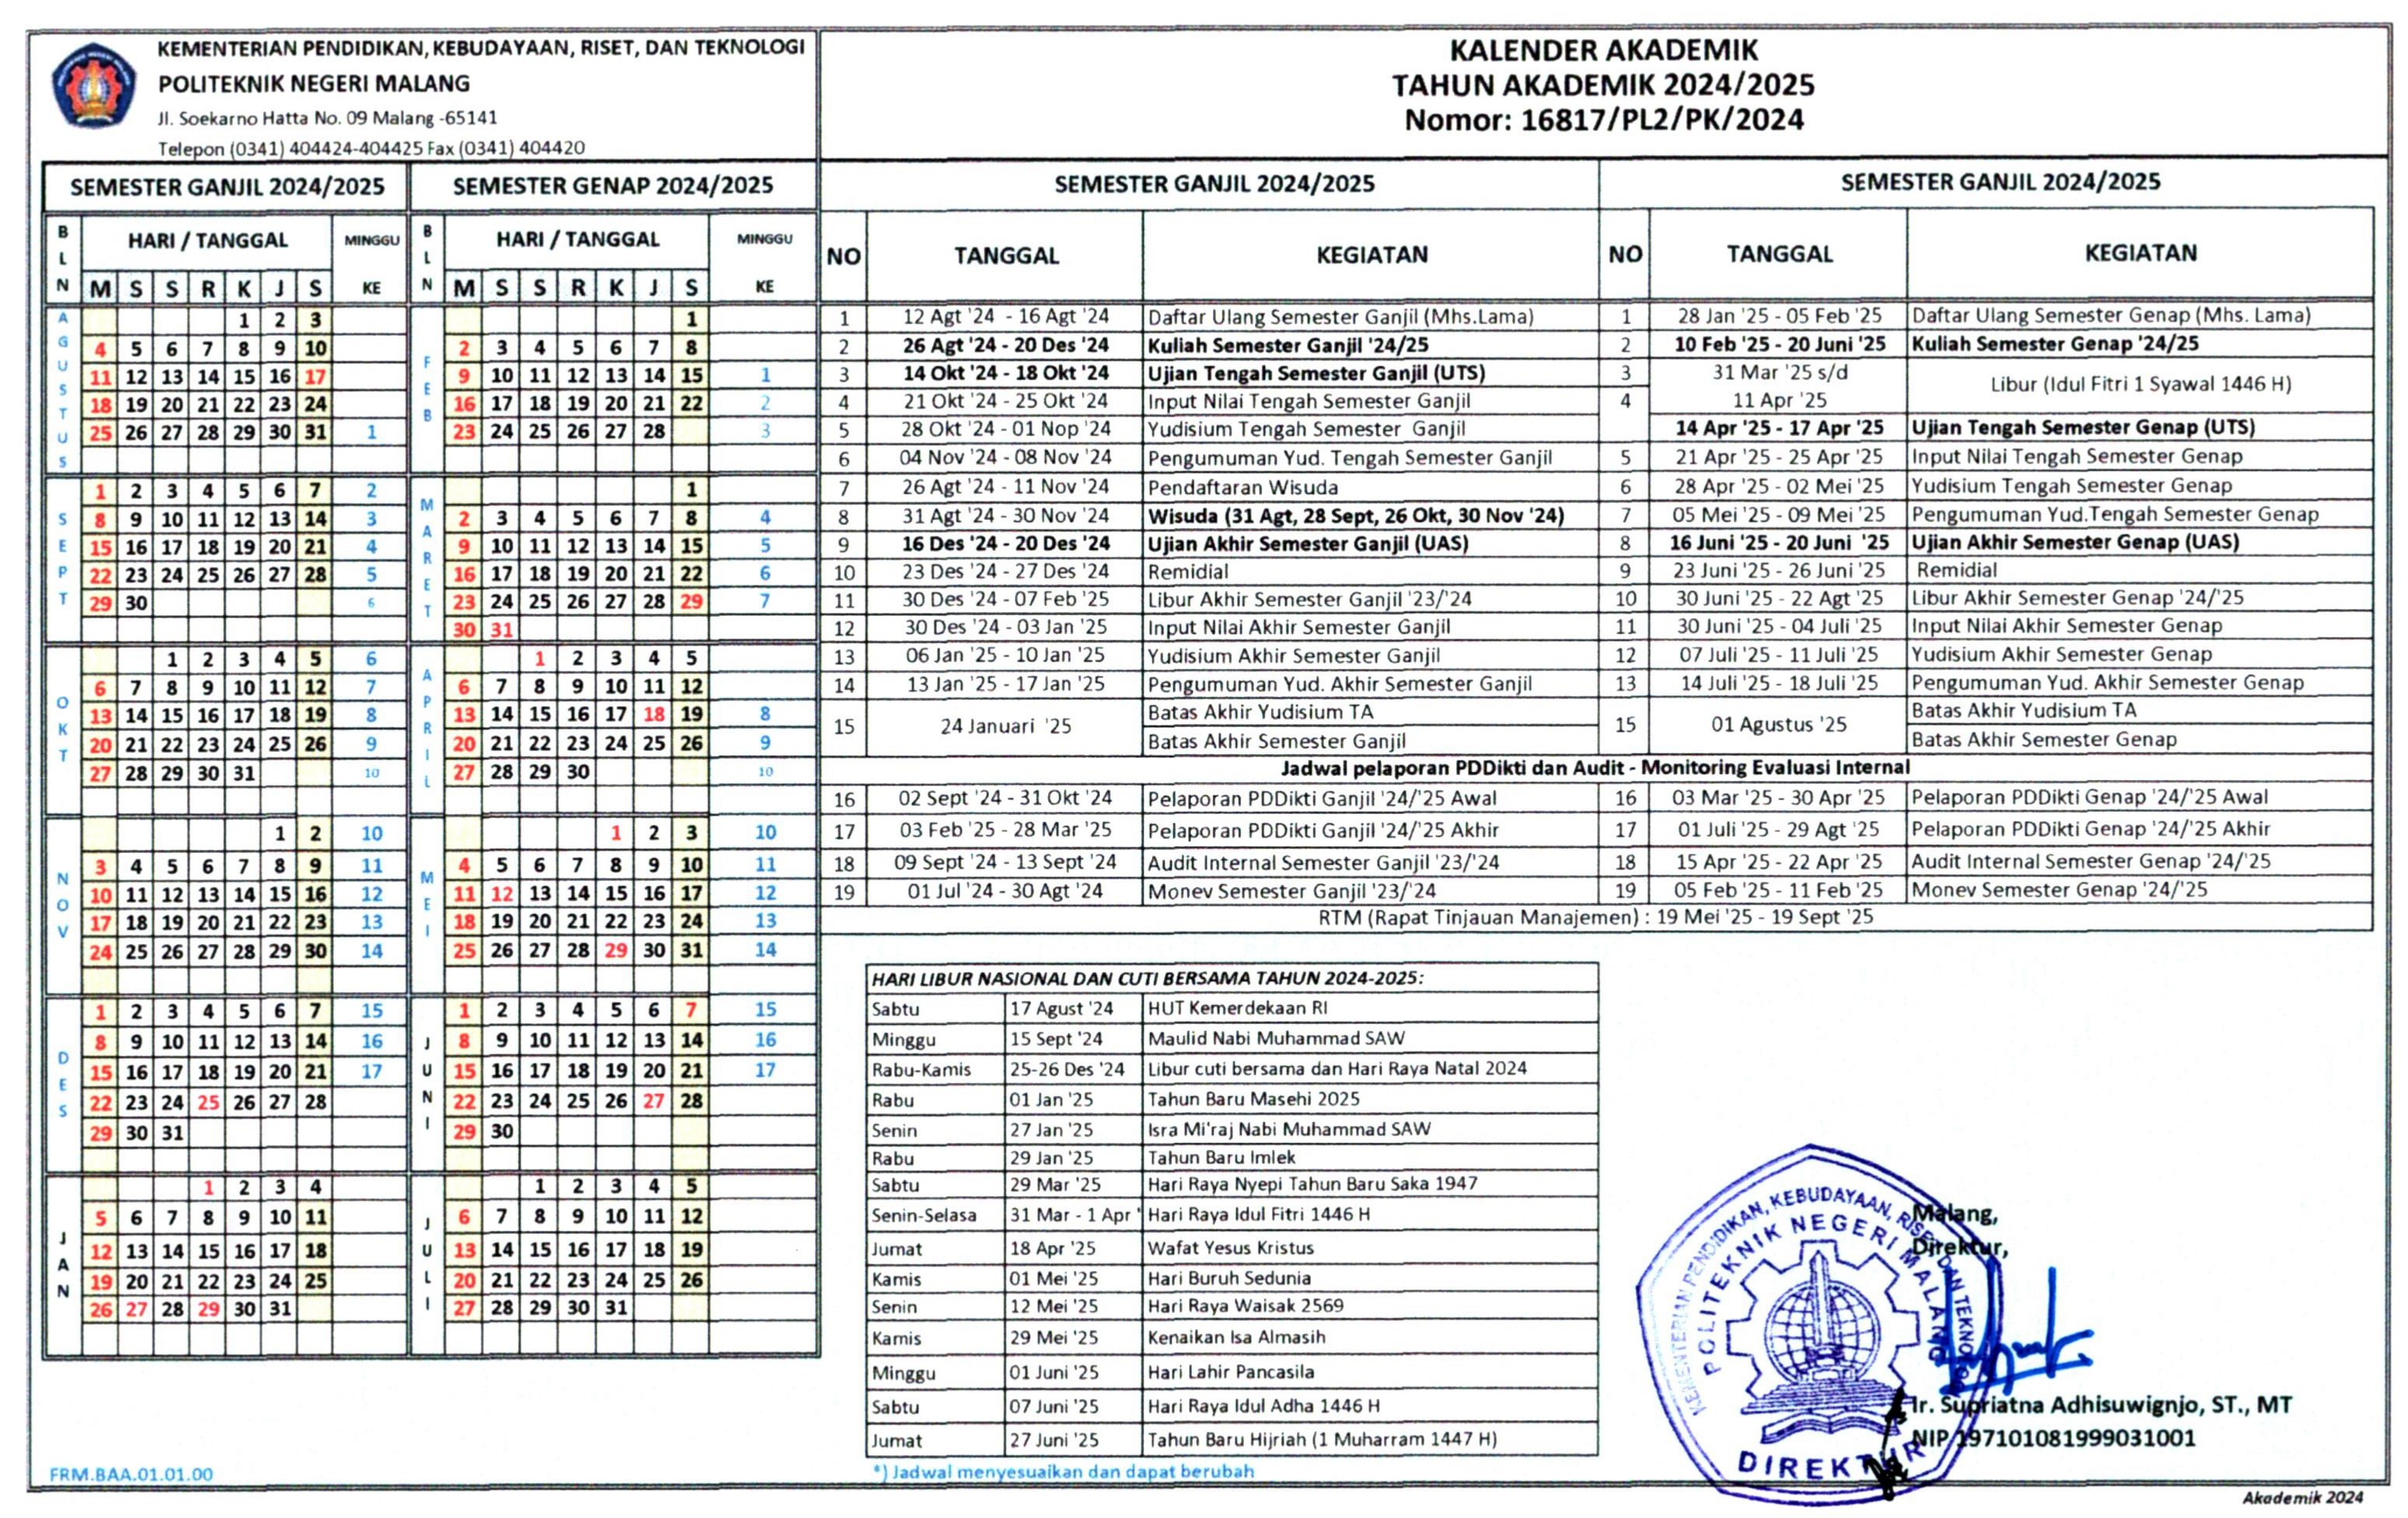 KEMENTERIAN PENDIDIKAN, KEBUDAYAAN, RISET, DAN TEKNOLOGI
POLITEKNIK NEGERI MALANG
Jl. Soekarno Hatta No. 09 Malang -65141
Telepon (0341) 404424-404425 Fax (0341) 404420
KALENDER AKADEMIK
TAHUN AKADEMIK 2024/2025
Nomor: 16817/PL2/PK/2024
SEMESTER GANJIL 2024/2025
BLN HARI / TANGGAL MINGGU KE
M S S R K J S
AGUSTUS
1 2 3
4 5 6 7 8 9 10
11 12 13 14 15 16 17
18 19 20 21 22 23 24
25 26 27 28 29 30 31 1
SEPT
1 2 3 4 5 6 7 2
8 9 10 11 12 13 14 3
15 16 17 18 19 20 21 4
22 23 24 25 26 27 28 5
29 30 6
OKT
1 2 3 4 5 6
6 7 8 9 10 11 12 7
13 14 15 16 17 18 19 8
20 21 22 23 24 25 26 9
27 28 29 30 31 10
NOV
1 2 10
3 4 5 6 7 8 9 11
10 11 12 13 14 15 16 12
17 18 19 20 21 22 23 13
24 25 26 27 28 29 30 14
DES
1 2 3 4 5 6 7 15
8 9 10 11 12 13 14 16
15 16 17 18 19 20 21 17
22 23 24 25 26 27 28
29 30 31
JAN
1 2 3 4
5 6 7 8 9 10 11
12 13 14 15 16 17 18
19 20 21 22 23 24 25
26 27 28 29 30 31
SEMESTER GENAP 2024/2025
BLN HARI / TANGGAL MINGGU KE
M S S R K J S
FEB
1
2 3 4 5 6 7 8
9 10 11 12 13 14 15 1
16 17 18 19 20 21 22 2
23 24 25 26 27 28 3
MARET
1
2 3 4 5 6 7 8 4
9 10 11 12 13 14 15 5
16 17 18 19 20 21 22 6
23 24 25 26 27 28 29 7
30 31
APRIL
1 2 3 4 5
6 7 8 9 10 11 12
13 14 15 16 17 18 19 8
20 21 22 23 24 25 26 9
27 28 29 30 10
MEI
1 2 3 10
4 5 6 7 8 9 10 11
11 12 13 14 15 16 17 12
18 19 20 21 22 23 24 13
25 26 27 28 29 30 31 14
JUNI
1 2 3 4 5 6 7 15
8 9 10 11 12 13 14 16
15 16 17 18 19 20 21 17
22 23 24 25 26 27 28
29 30
JULI
1 2 3 4 5
6 7 8 9 10 11 12
13 14 15 16 17 18 19
20 21 22 23 24 25 26
27 28 29 30 31
SEMESTER GANJIL 2024/2025
NO TANGGAL KEGIATAN
1 12 Agt '24 - 16 Agt '24 Daftar Ulang Semester Ganjil (Mhs.Lama)
2 26 Agt '24 - 20 Des '24 Kuliah Semester Ganjil '24/25
3 14 Okt '24 - 18 Okt '24 Ujian Tengah Semester Ganjil (UTS)
4 21 Okt '24 - 25 Okt '24 Input Nilai Tengah Semester Ganjil
5 28 Okt '24 - 01 Nop '24 Yudisium Tengah Semester Ganjil
6 04 Nov '24 - 08 Nov '24 Pengumuman Yud. Tengah Semester Ganjil
7 26 Agt '24 - 11 Nov '24 Pendaftaran Wisuda
8 31 Agt '24 - 30 Nov '24 Wisuda (31 Agt, 28 Sept, 26 Okt, 30 Nov '24)
9 16 Des '24 - 20 Des '24 Ujian Akhir Semester Ganjil (UAS)
10 23 Des '24 - 27 Des '24 Remidial
11 30 Des '24 - 07 Feb '25 Libur Akhir Semester Ganjil '23/'24
12 30 Des '24 - 03 Jan '25 Input Nilai Akhir Semester Ganjil
13 06 Jan '25 - 10 Jan '25 Yudisium Akhir Semester Ganjil
14 13 Jan '25 - 17 Jan '25 Pengumuman Yud. Akhir Semester Ganjil
15 24 Januari '25 Batas Akhir Yudisium TA
Batas Akhir Semester Ganjil
SEMESTER GANJIL 2024/2025
NO TANGGAL KEGIATAN
1 28 Jan '25 - 05 Feb '25 Daftar Ulang Semester Genap (Mhs. Lama)
2 10 Feb '25 - 20 Juni '25 Kuliah Semester Genap '24/25
3 31 Mar '25 s/d Libur (Idul Fitri 1 Syawal 1446 H)
4 11 Apr '25
14 Apr '25 - 17 Apr '25 Ujian Tengah Semester Genap (UTS)
5 21 Apr '25 - 25 Apr '25 Input Nilai Tengah Semester Genap
6 28 Apr '25 - 02 Mei '25 Yudisium Tengah Semester Genap
7 05 Mei '25 - 09 Mei '25 Pengumuman Yud.Tengah Semester Genap
8 16 Juni '25 - 20 Juni '25 Ujian Akhir Semester Genap (UAS)
9 23 Juni '25 - 26 Juni '25 Remidial
10 30 Juni '25 - 22 Agt '25 Libur Akhir Semester Genap '24/'25
11 30 Juni '25 - 04 Juli '25 Input Nilai Akhir Semester Genap
12 07 Juli '25 - 11 Juli '25 Yudisium Akhir Semester Genap
13 14 Juli '25 - 18 Juli '25 Pengumuman Yud. Akhir Semester Genap
15 01 Agustus '25 Batas Akhir Yudisium TA
Batas Akhir Semester Genap
Jadwal pelaporan PDDikti dan Audit - Monitoring Evaluasi Internal
16 02 Sept '24 - 31 Okt '24 Pelaporan PDDikti Ganjil '24/'25 Awal
17 03 Feb '25 - 28 Mar '25 Pelaporan PDDikti Ganjil '24/'25 Akhir
18 09 Sept '24 - 13 Sept '24 Audit Internal Semester Ganjil '23/'24
19 01 Jul '24 - 30 Agt '24 Monev Semester Ganjil '23/'24
16 03 Mar '25 - 30 Apr '25 Pelaporan PDDikti Genap '24/'25 Awal
17 01 Juli '25 - 29 Agt '25 Pelaporan PDDikti Genap '24/'25 Akhir
18 15 Apr '25 - 22 Apr '25 Audit Internal Semester Genap '24/'25
19 05 Feb '25 - 11 Feb '25 Monev Semester Genap '24/'25
RTM (Rapat Tinjauan Manajemen) : 19 Mei '25 - 19 Sept '25
HARI LIBUR NASIONAL DAN CUTI BERSAMA TAHUN 2024-2025:
Sabtu 17 Agust '24 HUT Kemerdekaan RI
Minggu 15 Sept '24 Maulid Nabi Muhammad SAW
Rabu-Kamis 25-26 Des '24 Libur cuti bersama dan Hari Raya Natal 2024
Rabu 01 Jan '25 Tahun Baru Masehi 2025
Senin 27 Jan '25 Isra Mi'raj Nabi Muhammad SAW
Rabu 29 Jan '25 Tahun Baru Imlek
Sabtu 29 Mar '25 Hari Raya Nyepi Tahun Baru Saka 1947
Senin-Selasa 31 Mar - 1 Apr ' Hari Raya Idul Fitri 1446 H
Jumat 18 Apr '25 Wafat Yesus Kristus
Kamis 01 Mei '25 Hari Buruh Sedunia
Senin 12 Mei '25 Hari Raya Waisak 2569
Kamis 29 Mei '25 Kenaikan Isa Almasih
Minggu 01 Juni '25 Hari Lahir Pancasila
Sabtu 07 Juni '25 Hari Raya Idul Adha 1446 H
Jumat 27 Juni '25 Tahun Baru Hijriah (1 Muharram 1447 H)
*) Jadwal menyesuaikan dan dapat berubah
KEMENTERIAN PENDIDIKAN, KEBUDAYAAN, RISET, DAN TEKNOLOGI
POLITEKNIK NEGERI MALANG
DIREKTUR
Malang,
Direktur,
Ir. Supriatna Adhisuwignjo, ST., MT
NIP 197101081999031001
FRM.BAA.01.01.00
Akademik 2024